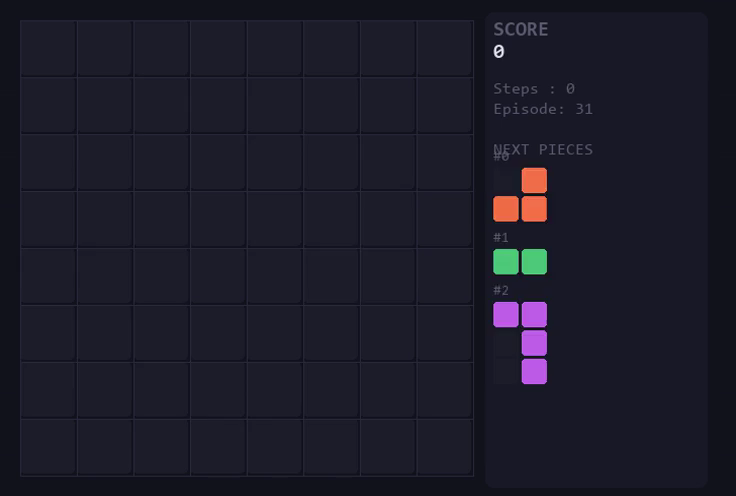 SCORE
0
Steps : 0
Episode: 31
NEXT PIECES
#0
#1
#2